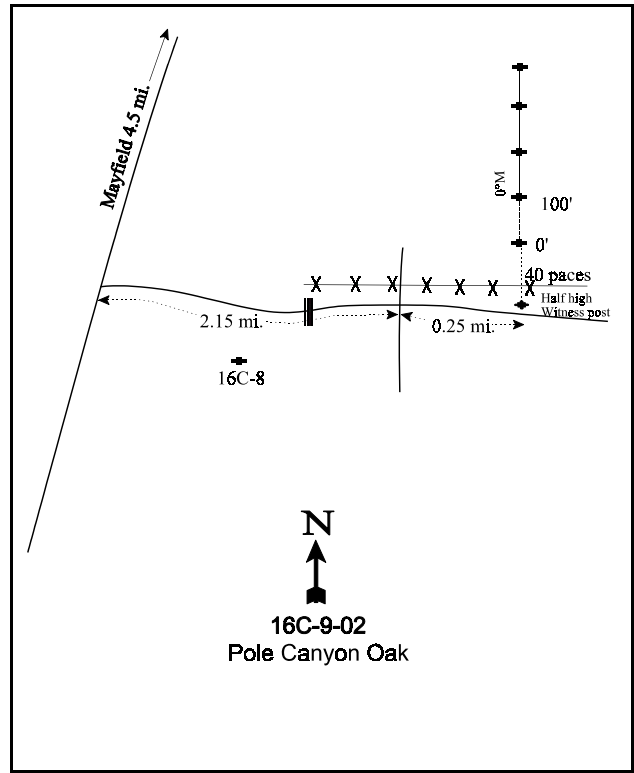 Mayfield 4.5 mi.
0°M
100'
0'
40 paces
Half high
Witness post
2.15 mi.
0.25 mi.
16C-8
N
16C-9-02
Pole Canyon Oak